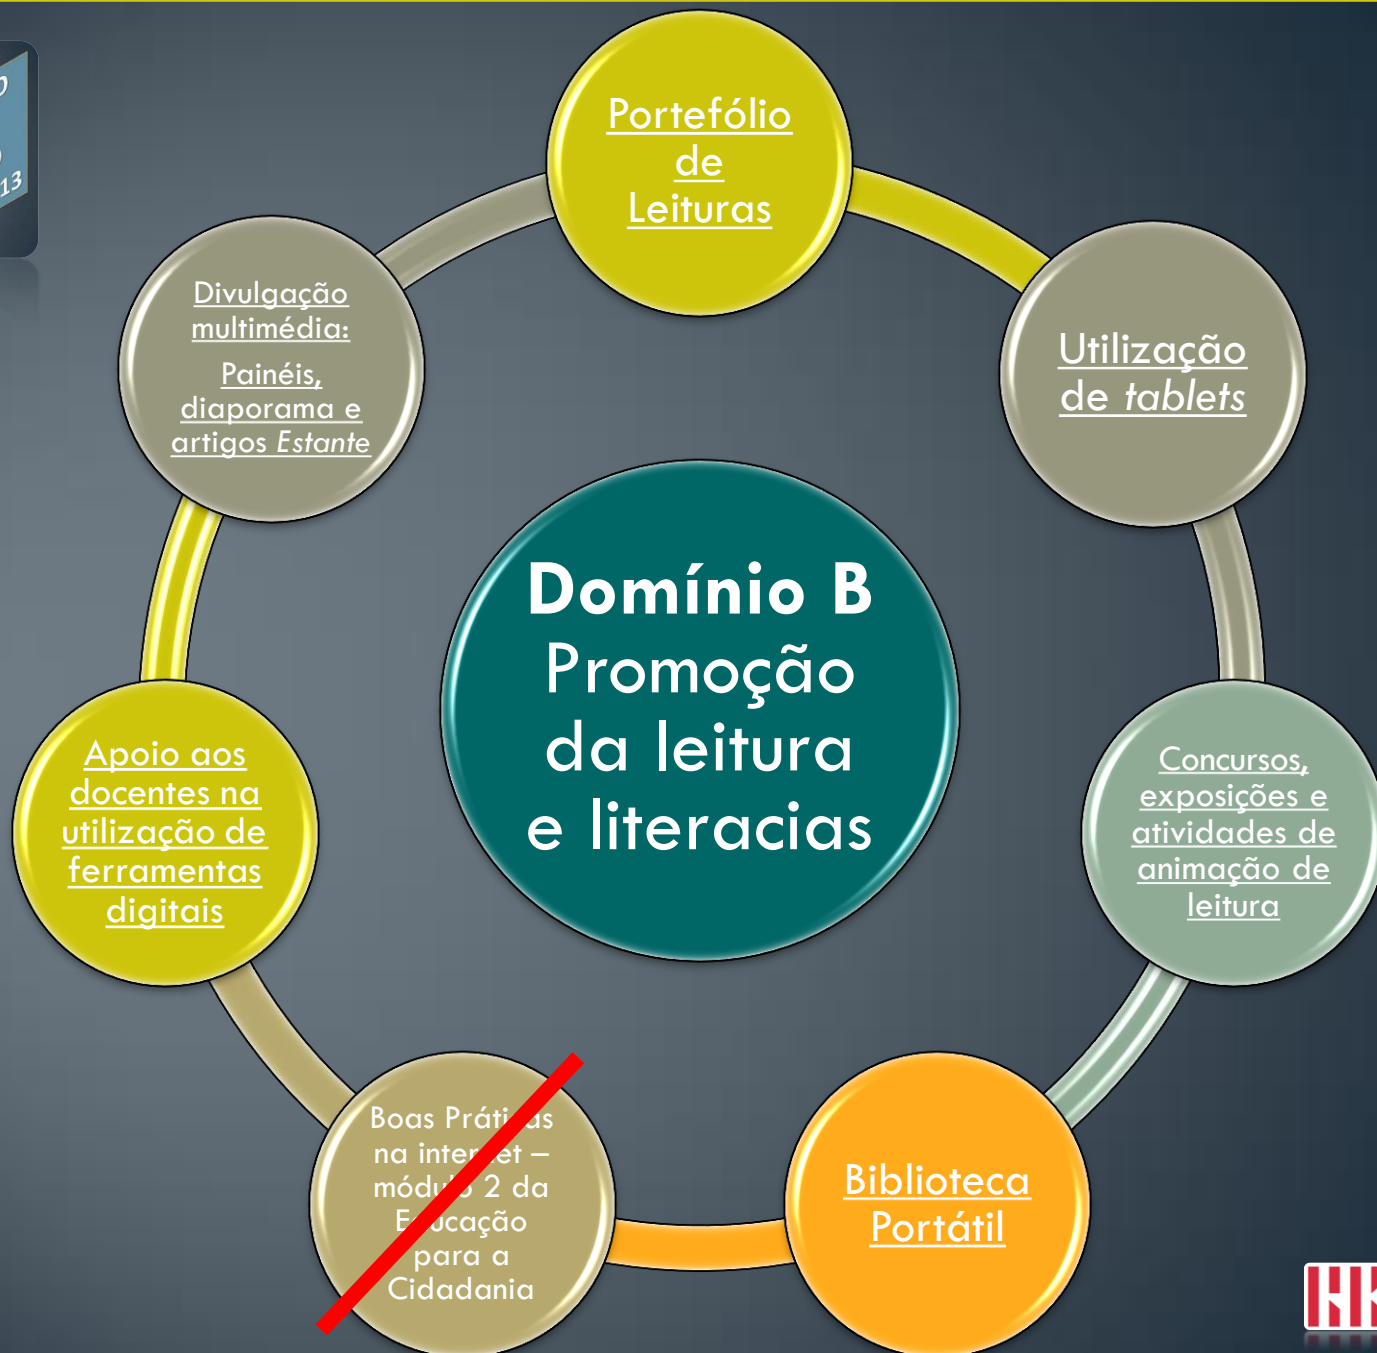 13
Portefólio
de
Leituras
Utilização
de tablets
Concursos,
exposições e
atividades de
animação de
leitura
Biblioteca
Portátil
Boas Práticas
na internet –
módulo 2 da
Educação
para a
Cidadania
Apoio aos
docentes na
utilização de
ferramentas
digitais
Divulgação
multimédia:
Painéis,
diaporama e
artigos Estante
Domínio B
Promoção
da leitura
e literacias